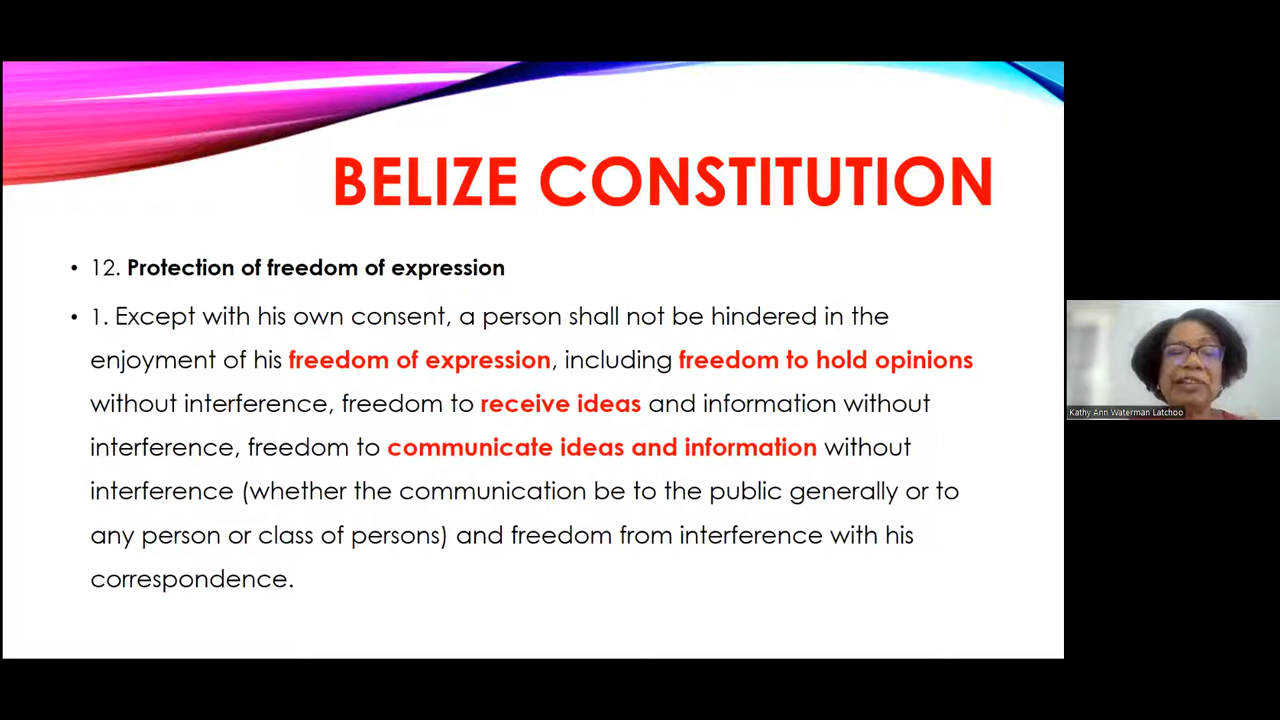 BELIZE CONSTITUTION
• 12. Protection of freedom of expression
• 1. Except with his own consent, a person shall not be hindered in the
enjoyment of his freedom of expression, including freedom to hold opinions
without interference, freedom to receive ideas and information without
interference, freedom to communicate ideas and information without
interference (whether the communication be to the public generally or to
any person or class of persons) and freedom from interference with his
correspondence.
Kathy Ann Waterman Latchoo